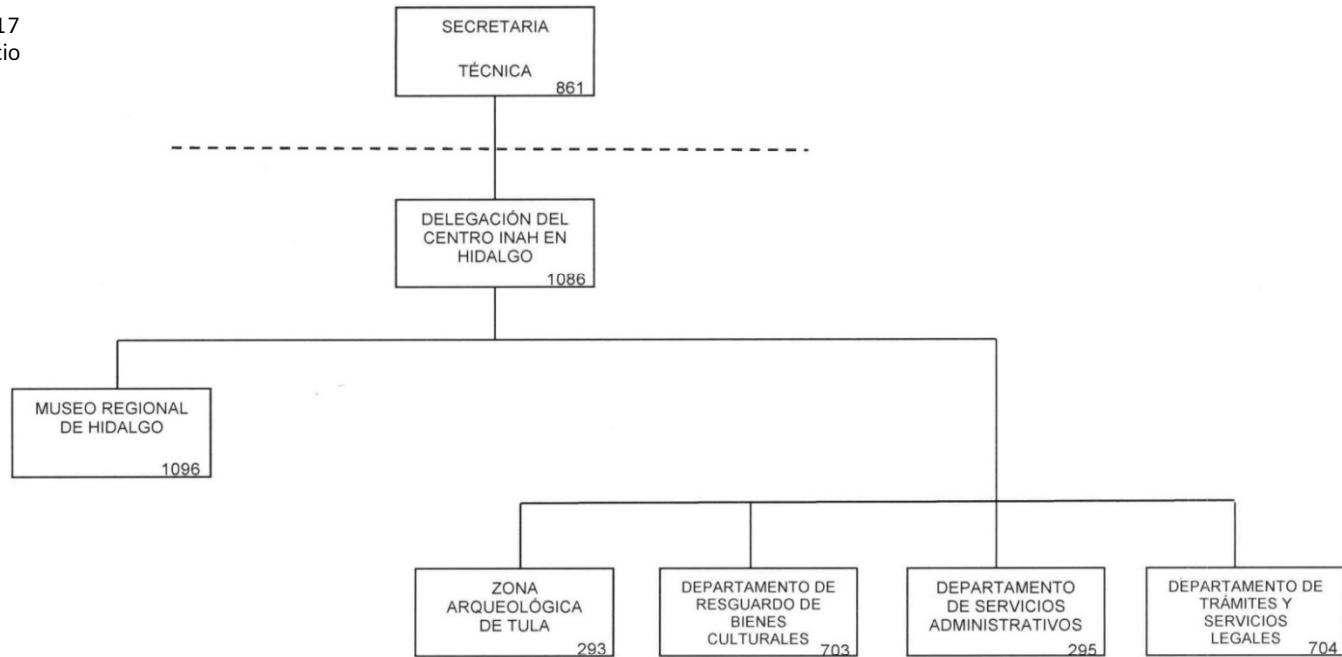 17
cio
SECRETARIA
TÉCNICA
861
DELEGACIÓN DEL
CENTRO INAH EN
HIDALGO
1086
MUSEO REGIONAL
DE HIDALGO
1096
ZONA
ARQUEOLÓGICA
DE TULA
293
DEPARTAMENTO DE
RESGUARDO DE
BIENES
CULTURALES
703
DEPARTAMENTO
DE SERVICIOS
ADMINISTRATIVOS
295
DEPARTAMENTO DE
TRÁMITES Y
SERVICIOS
LEGALES
704